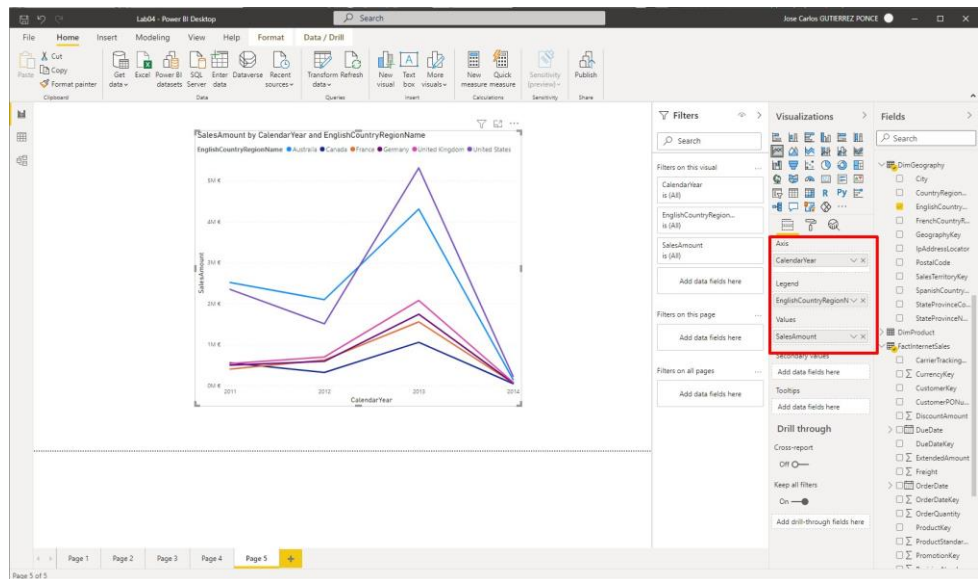 Lab04 - Power BI Desktop
Search
Jose Carlos GUTIERREZ PONCE
File Home Insert Modeling View Help Format Data / Drill
Paste
Cut
Copy
Format painter
Get data
Excel
Power BI datasets
SQL Server
Enter data
Dataverse
Recent sources
Transform data
Refresh
New visual
Text box
More visuals
New measure
Quick measure
Sensitivity (preview)
Publish
Clipboard
Data
Queries
Insert
Calculations
Sensitivity
Share
SalesAmount by CalendarYear and EnglishCountryRegionName
EnglishCountryRegionName Australia Canada France Germany United Kingdom United States
SalesAmount
5M €
4M €
3M €
2M €
1M €
0M €
2011 2012 2013 2014
CalendarYear
Filters
Search
Filters on this visual ...
CalendarYear
is (All)
EnglishCountryRegion...
is (All)
SalesAmount
is (All)
Add data fields here
Filters on this page ...
Add data fields here
Filters on all pages ...
Add data fields here
Visualizations
R Py
...
Axis
CalendarYear
Legend
EnglishCountryRegionN
Values
SalesAmount
Secondary values
Add data fields here
Tooltips
Add data fields here
Drill through
Cross-report
Off
Keep all filters
On
Add drill-through fields here
Fields
Search
DimGeography
City
CountryRegion...
EnglishCountry...
FrenchCountryR...
GeographyKey
IpAddressLocator
PostalCode
SalesTerritoryKey
SpanishCountry...
StateProvinceCo...
StateProvinceN...
DimProduct
FactInternetSales
CarrierTracking...
∑ CurrencyKey
CustomerKey
CustomerPONu...
∑ DiscountAmount
DueDate
DueDateKey
∑ ExtendedAmount
∑ Freight
OrderDate
∑ OrderDateKey
∑ OrderQuantity
ProductKey
∑ ProductStandar...
∑ PromotionKey
Page 1 Page 2 Page 3 Page 4 Page 5 +
Page 5 of 5